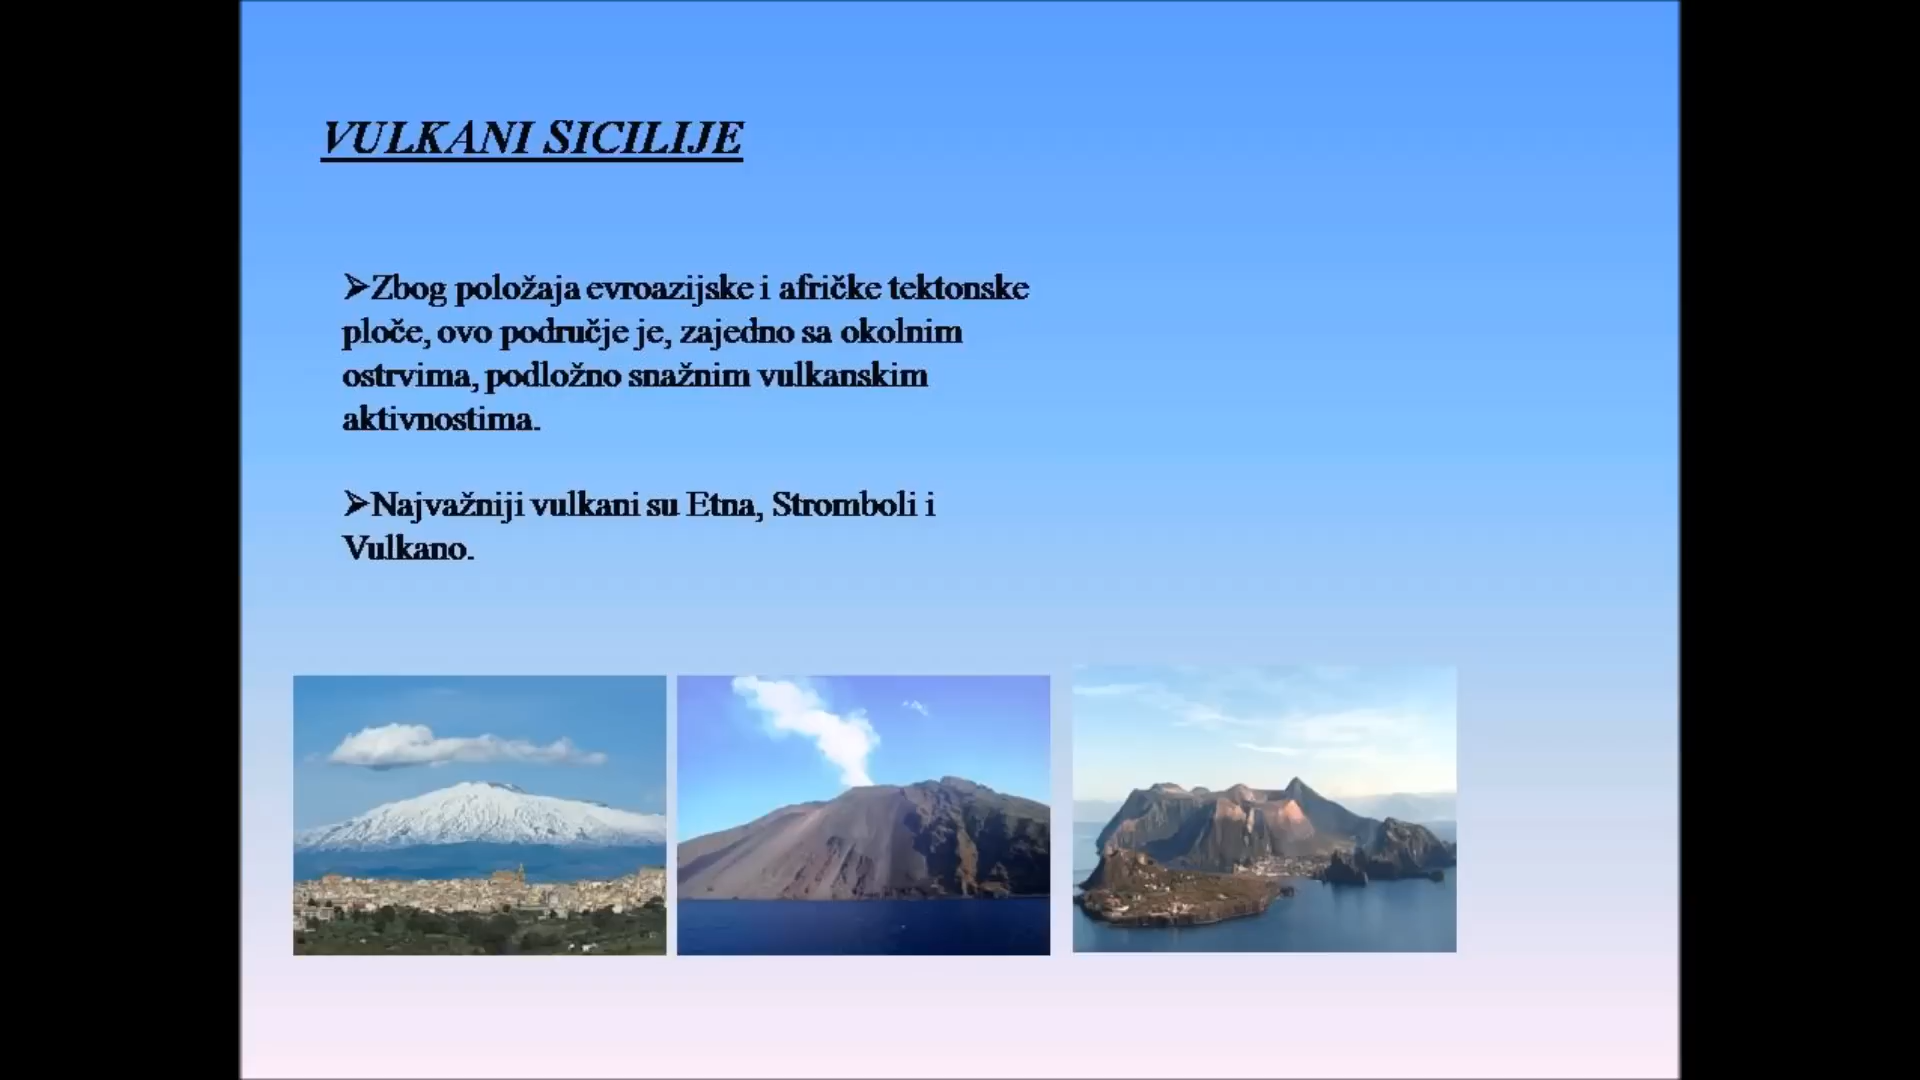 VULKANI SICILIJE
➢Zbog položaja evroazijske i afričke tektonske
ploče, ovo područje je, zajedno sa okolnim
ostrvima, podložno snažnim vulkanskim
aktivnostima.
➢Najvažniji vulkani su Etna, Stromboli i
Vulkano.